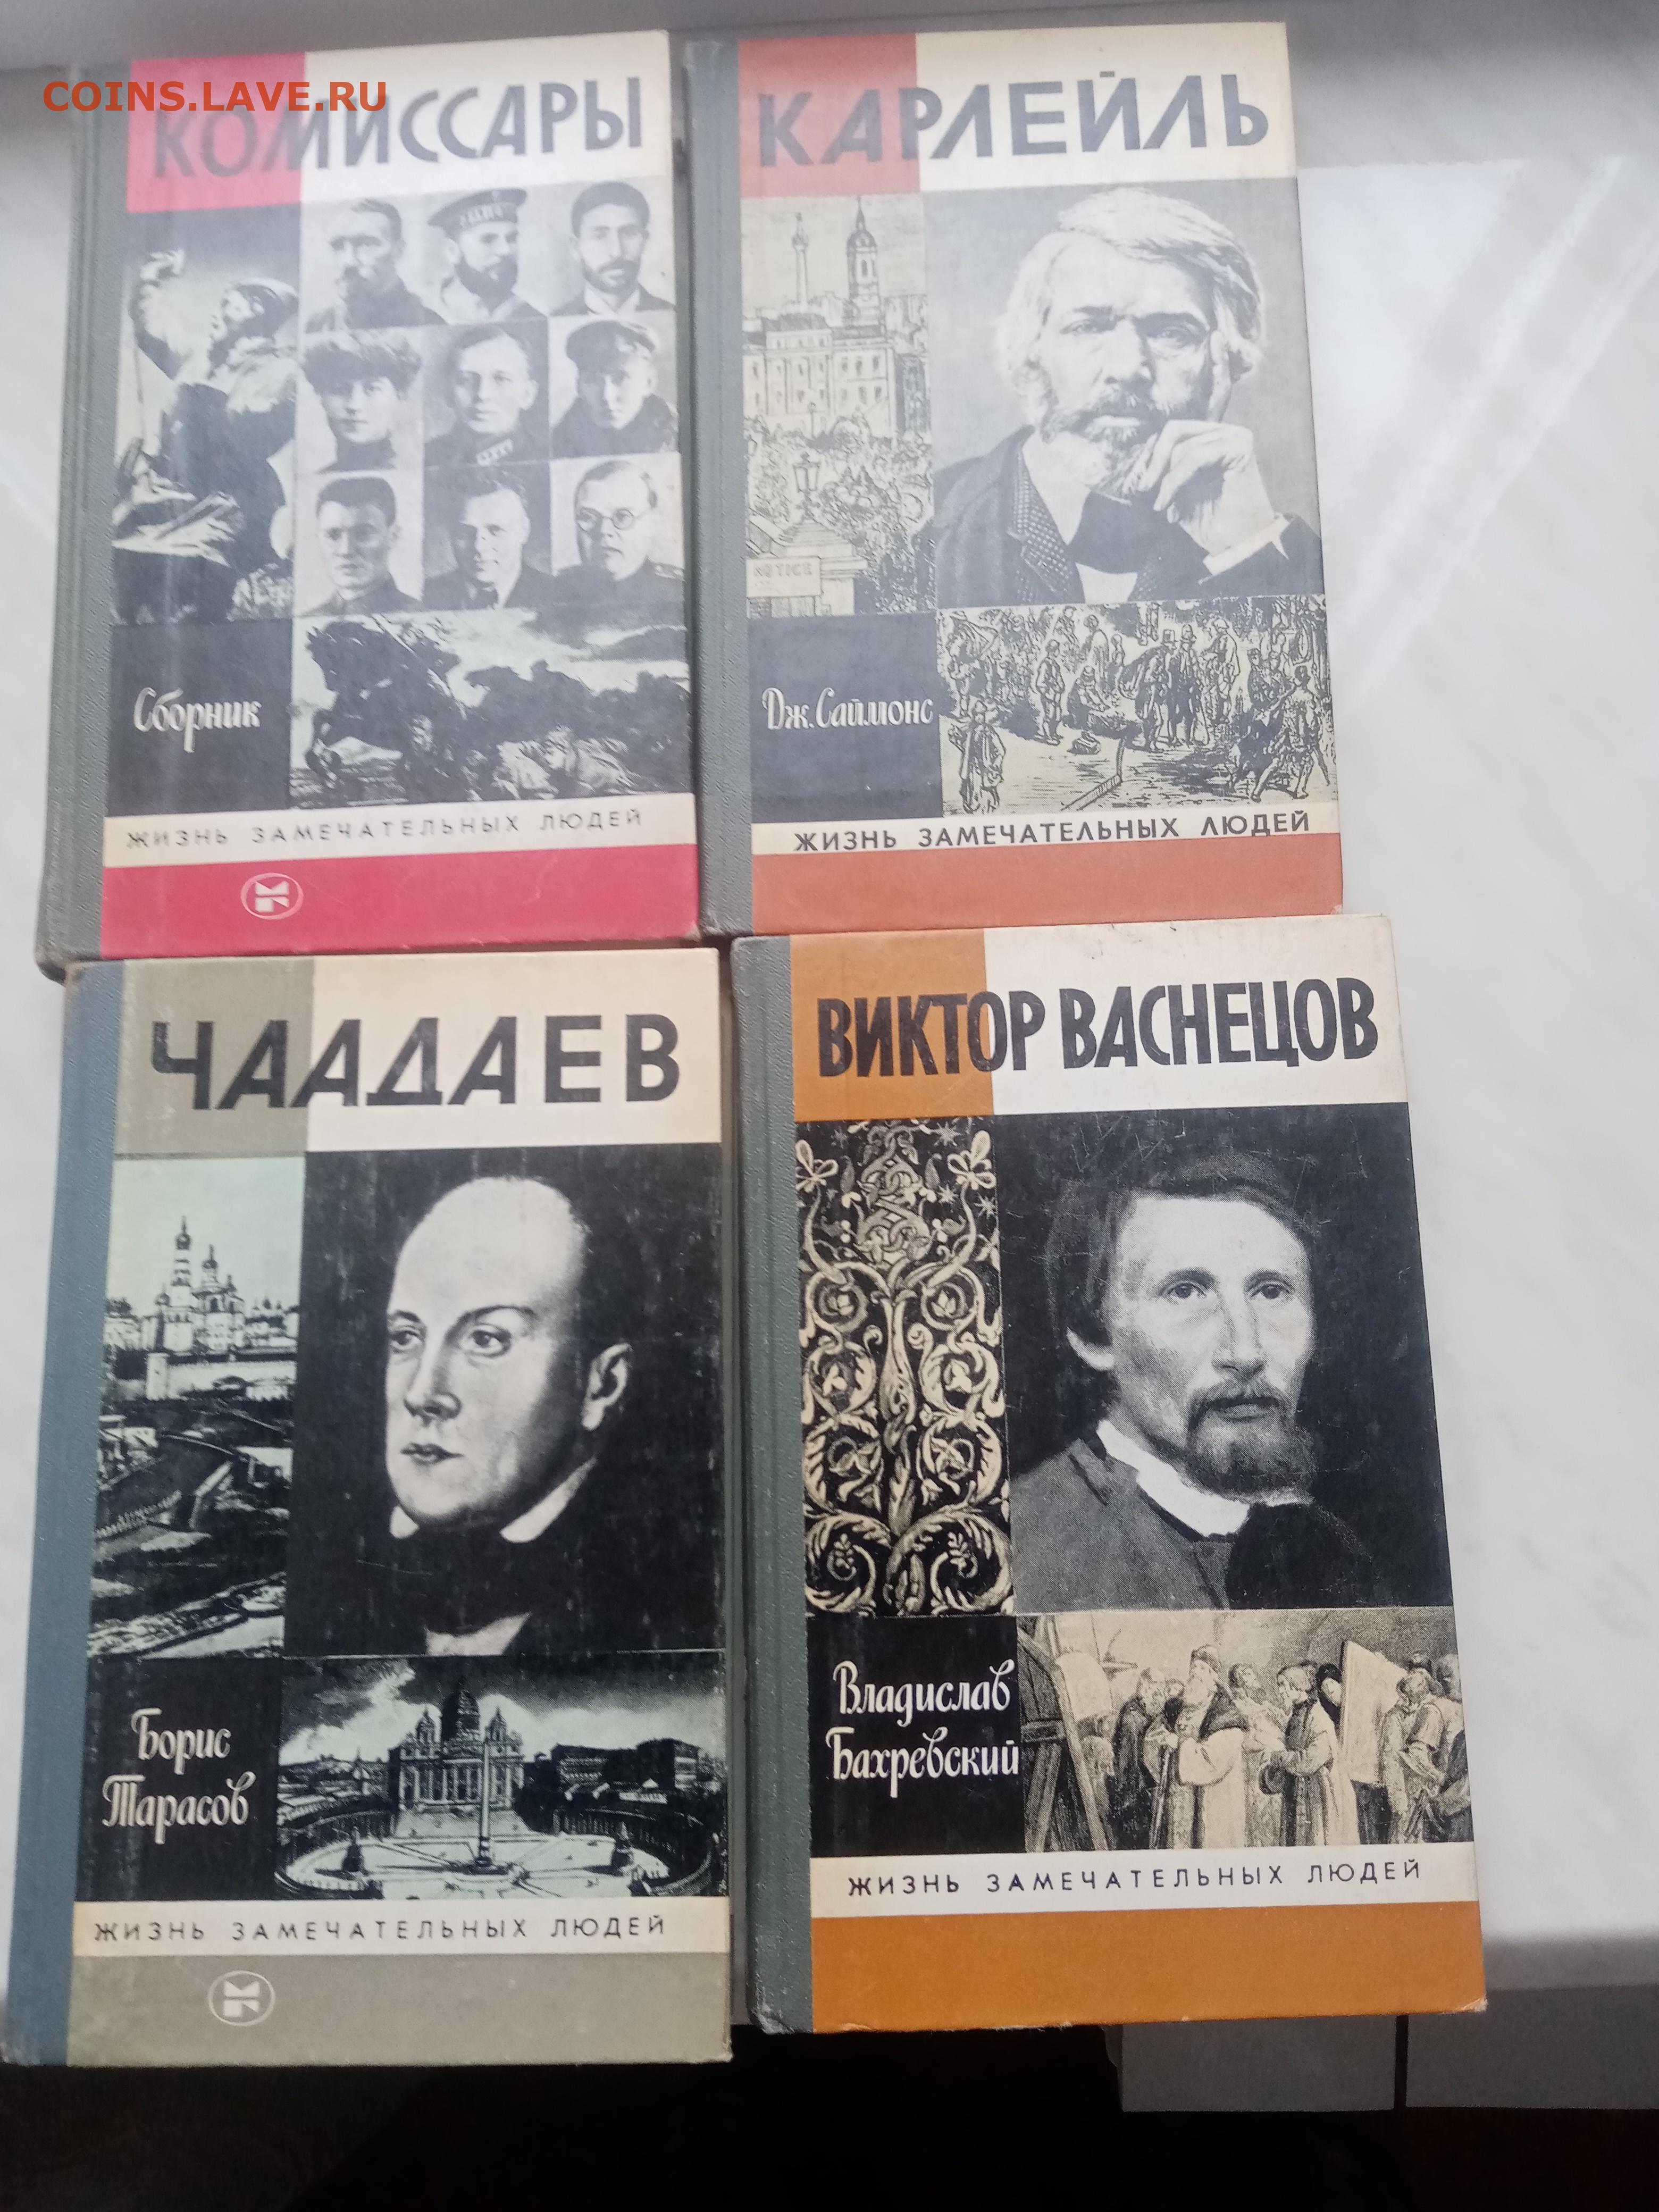 COINS.LAVE.RU
КОМИССАРЫ
Сборник
ЖИЗНЬ ЗАМЕЧАТЕЛЬНЫХ ЛЮДЕЙ
КАРЛЕЙЛЬ
NOTICE
Дж. Саймонс
ЖИЗНЬ ЗАМЕЧАТЕЛЬНЫХ ЛЮДЕЙ
ЧААДАЕВ
Борис
Тарасов
ЖИЗНЬ ЗАМЕЧАТЕЛЬНЫХ ЛЮДЕЙ
ВИКТОР ВАСНЕЦОВ
Владислав
Бахревский
ЖИЗНЬ ЗАМЕЧАТЕЛЬНЫХ ЛЮДЕЙ